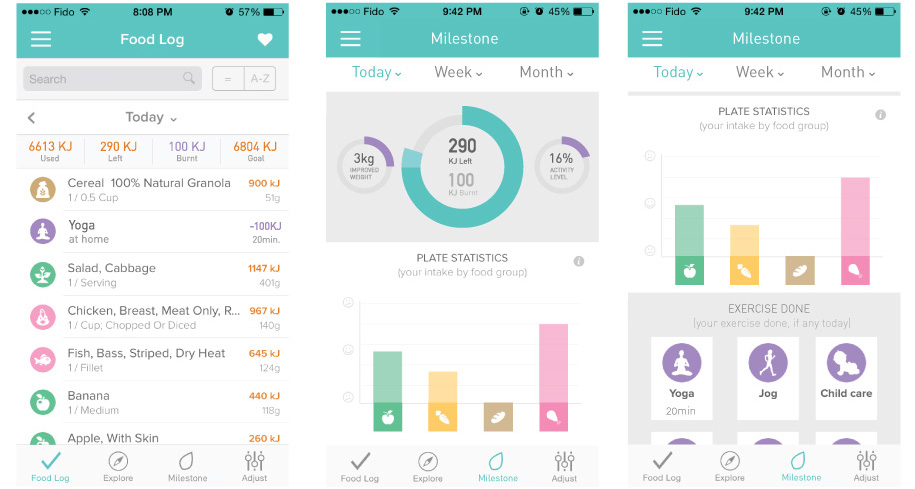 Fido 8:08 PM 57%
Food Log
Search
= A-Z
Today
6613 KJ 290 KJ 100 KJ 6804 KJ
Used Left Burnt Goal
Cereal 100% Natural Granola 900 kJ
1 / 0.5 Cup 51g
Yoga -100KJ
at home 20min.
Salad, Cabbage 1147 kJ
1 / Serving 401g
Chicken, Breast, Meat Only, R... 967 kJ
1 / Cup; Chopped Or Diced 140g
Fish, Bass, Striped, Dry Heat 645 kJ
1 / Fillet 124g
Banana 440 kJ
1 / Medium 118g
Apple, With Skin 260 kJ
Food Log Explore Milestone Adjust
Fido 9:42 PM 45%
Milestone
Today Week Month
3kg
IMPROVED
WEIGHT
290
KJ Left
100
KJ Burnt
16%
ACTIVITY
LEVEL
PLATE STATISTICS
(your intake by food group)
i
Food Log Explore Milestone Adjust
Fido 9:42 PM 45%
Milestone
Today Week Month
PLATE STATISTICS
(your intake by food group)
i
EXERCISE DONE
[your exercise done, if any today]
Yoga Jog Child care
20min
Food Log Explore Milestone Adjust